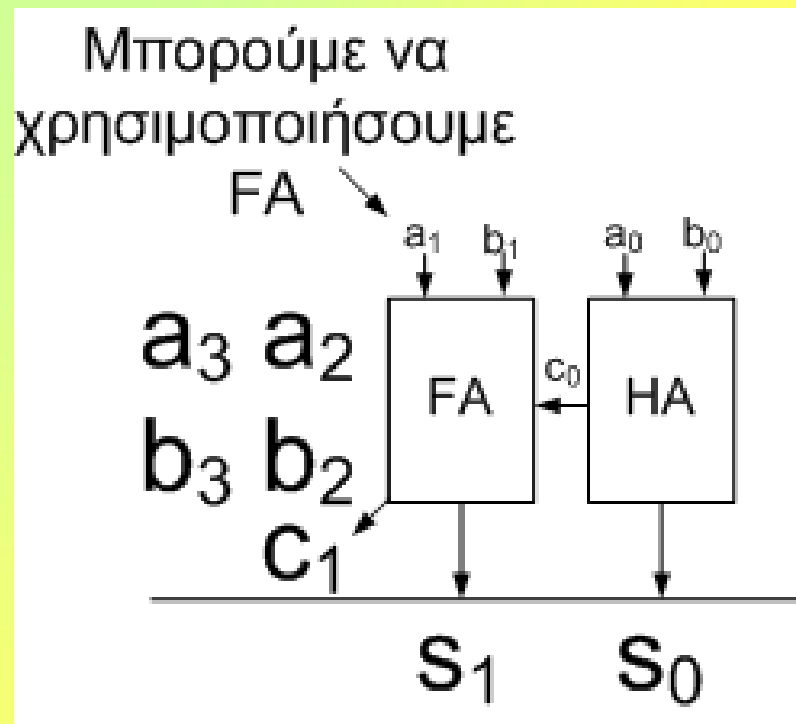 Μπορούμε να
χρησιμοποιήσουμε
FA
a₁ b₁ a₀ b₀
a₃ a₂ FA c₀ HA
b₃ b₂
c₁
s₁ s₀